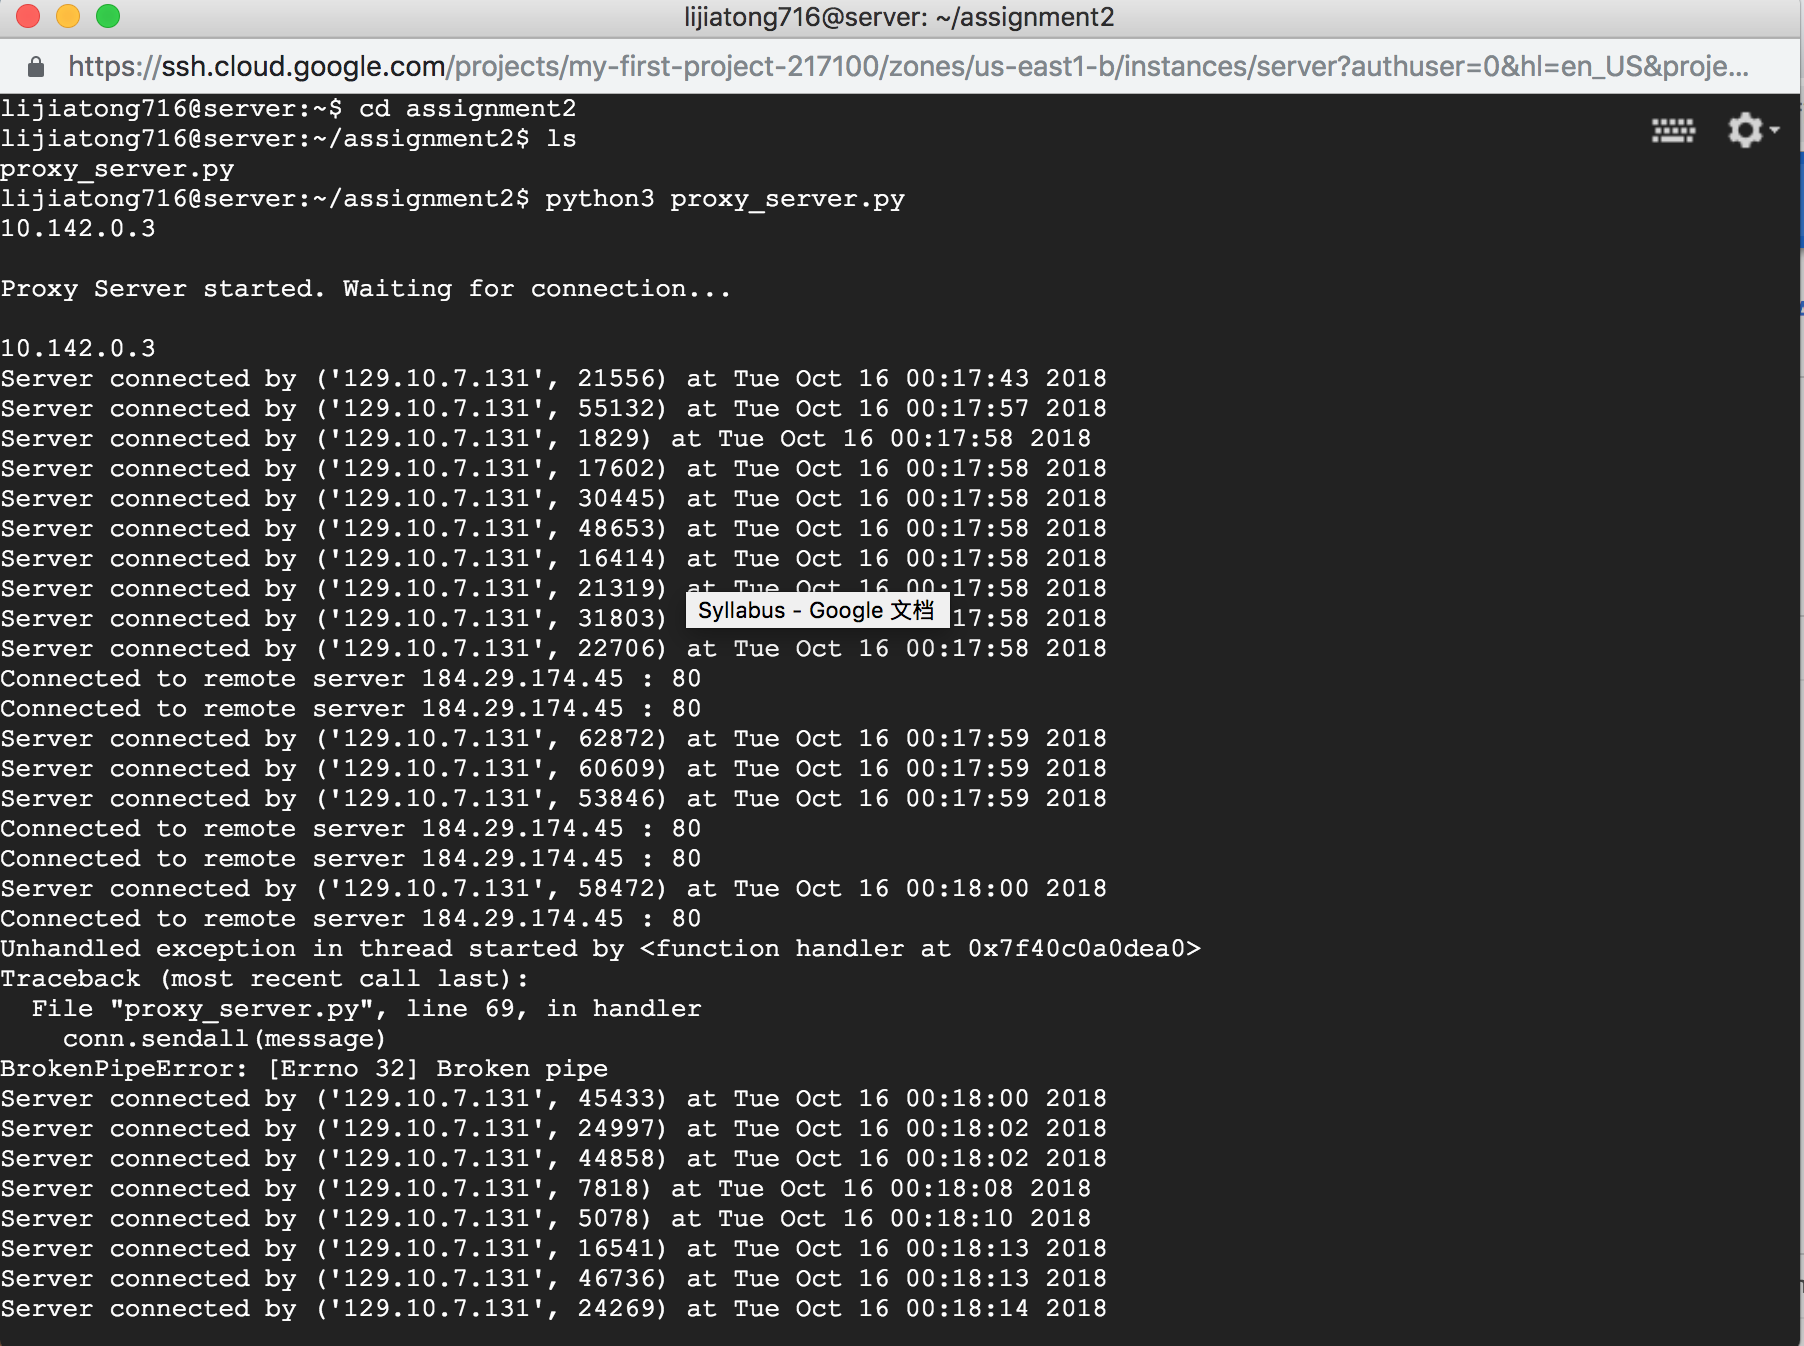 lijiatong716@server: ~/assignment2
https://ssh.cloud.google.com/projects/my-first-project-217100/zones/us-east1-b/instances/server?authuser=0&hl=en_US&proje...
lijiatong716@server:~$ cd assignment2
lijiatong716@server:~/assignment2$ ls
proxy_server.py
lijiatong716@server:~/assignment2$ python3 proxy_server.py
10.142.0.3
Proxy Server started. Waiting for connection...
10.142.0.3
Server connected by ('129.10.7.131', 21556) at Tue Oct 16 00:17:43 2018
Server connected by ('129.10.7.131', 55132) at Tue Oct 16 00:17:57 2018
Server connected by ('129.10.7.131', 1829) at Tue Oct 16 00:17:58 2018
Server connected by ('129.10.7.131', 17602) at Tue Oct 16 00:17:58 2018
Server connected by ('129.10.7.131', 30445) at Tue Oct 16 00:17:58 2018
Server connected by ('129.10.7.131', 48653) at Tue Oct 16 00:17:58 2018
Server connected by ('129.10.7.131', 16414) at Tue Oct 16 00:17:58 2018
Server connected by ('129.10.7.131', 21319) at Tue Oct 16 00:17:58 2018
Server connected by ('129.10.7.131', 31803) Syllabus - Google 文档 17:58 2018
Server connected by ('129.10.7.131', 22706) at Tue Oct 16 00:17:58 2018
Connected to remote server 184.29.174.45 : 80
Connected to remote server 184.29.174.45 : 80
Server connected by ('129.10.7.131', 62872) at Tue Oct 16 00:17:59 2018
Server connected by ('129.10.7.131', 60609) at Tue Oct 16 00:17:59 2018
Server connected by ('129.10.7.131', 53846) at Tue Oct 16 00:17:59 2018
Connected to remote server 184.29.174.45 : 80
Connected to remote server 184.29.174.45 : 80
Server connected by ('129.10.7.131', 58472) at Tue Oct 16 00:18:00 2018
Connected to remote server 184.29.174.45 : 80
Unhandled exception in thread started by <function handler at 0x7f40c0a0dea0>
Traceback (most recent call last):
  File "proxy_server.py", line 69, in handler
    conn.sendall(message)
BrokenPipeError: [Errno 32] Broken pipe
Server connected by ('129.10.7.131', 45433) at Tue Oct 16 00:18:00 2018
Server connected by ('129.10.7.131', 24997) at Tue Oct 16 00:18:02 2018
Server connected by ('129.10.7.131', 44858) at Tue Oct 16 00:18:02 2018
Server connected by ('129.10.7.131', 7818) at Tue Oct 16 00:18:08 2018
Server connected by ('129.10.7.131', 5078) at Tue Oct 16 00:18:10 2018
Server connected by ('129.10.7.131', 16541) at Tue Oct 16 00:18:13 2018
Server connected by ('129.10.7.131', 46736) at Tue Oct 16 00:18:13 2018
Server connected by ('129.10.7.131', 24269) at Tue Oct 16 00:18:14 2018